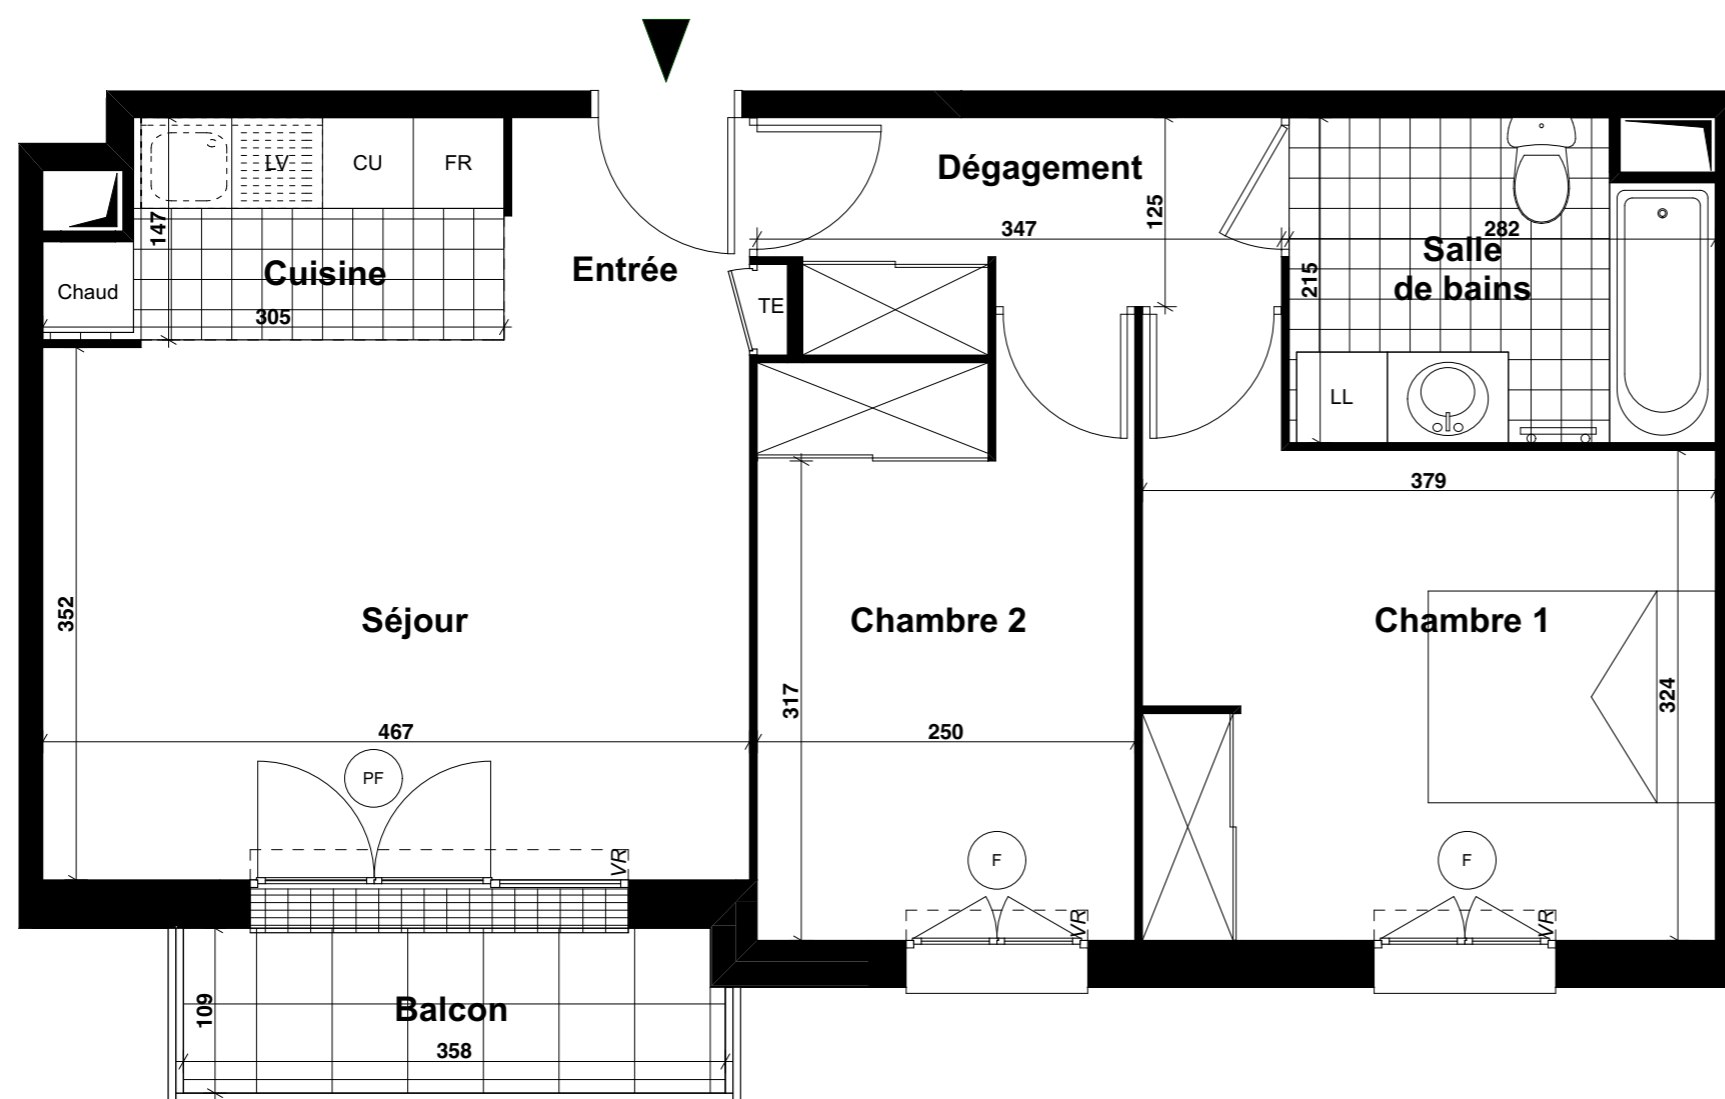 LV
CU
FR
Dégagement
147
125
347
282
Chaud
Cuisine
Entrée
Salle
de bains
215
305
TE
LL
379
352
Séjour
Chambre 2
Chambre 1
317
324
467
250
PF
F
F
VR
VR
VR
109
Balcon
358